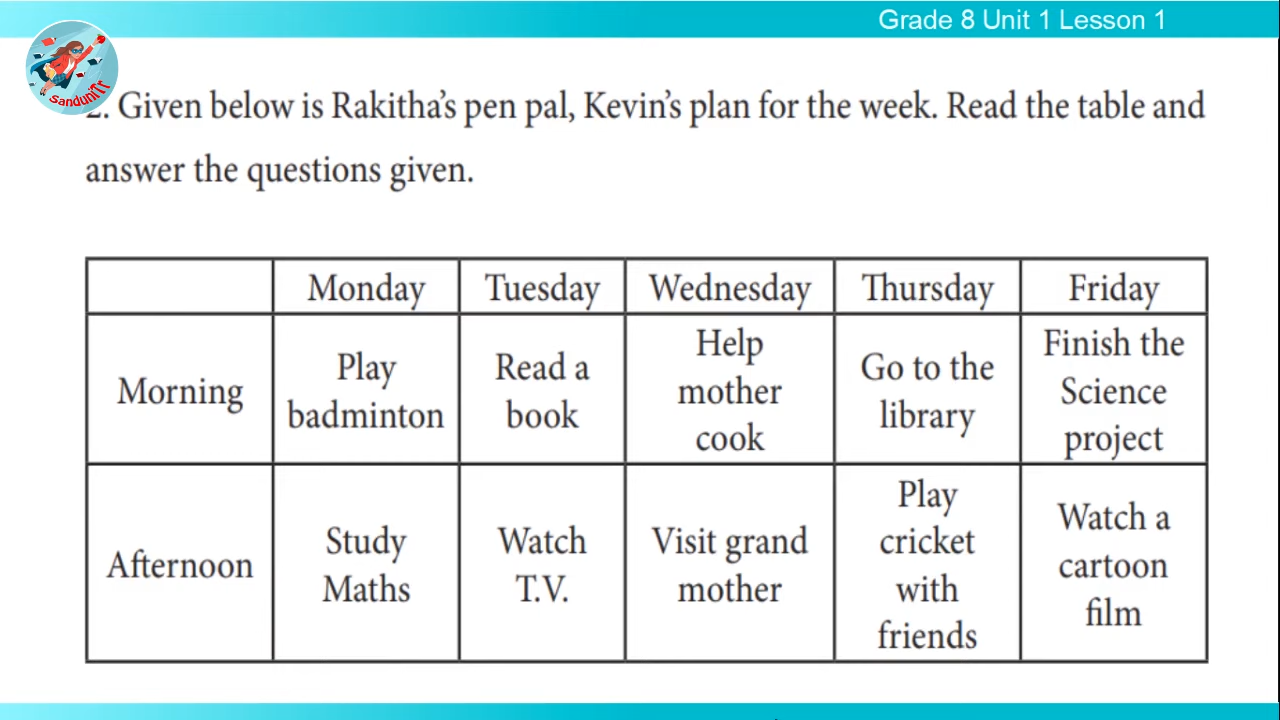 Grade 8 Unit 1 Lesson 1
SanduniTr
2. Given below is Rakitha's pen pal, Kevin's plan for the week. Read the table and
answer the questions given.
Monday Tuesday Wednesday Thursday Friday
Morning
Play
badminton
Read a
book
Help
mother
cook
Go to the
library
Finish the
Science
project
Afternoon
Study
Maths
Watch
T.V.
Visit grand
mother
Play
cricket
with
friends
Watch a
cartoon
film